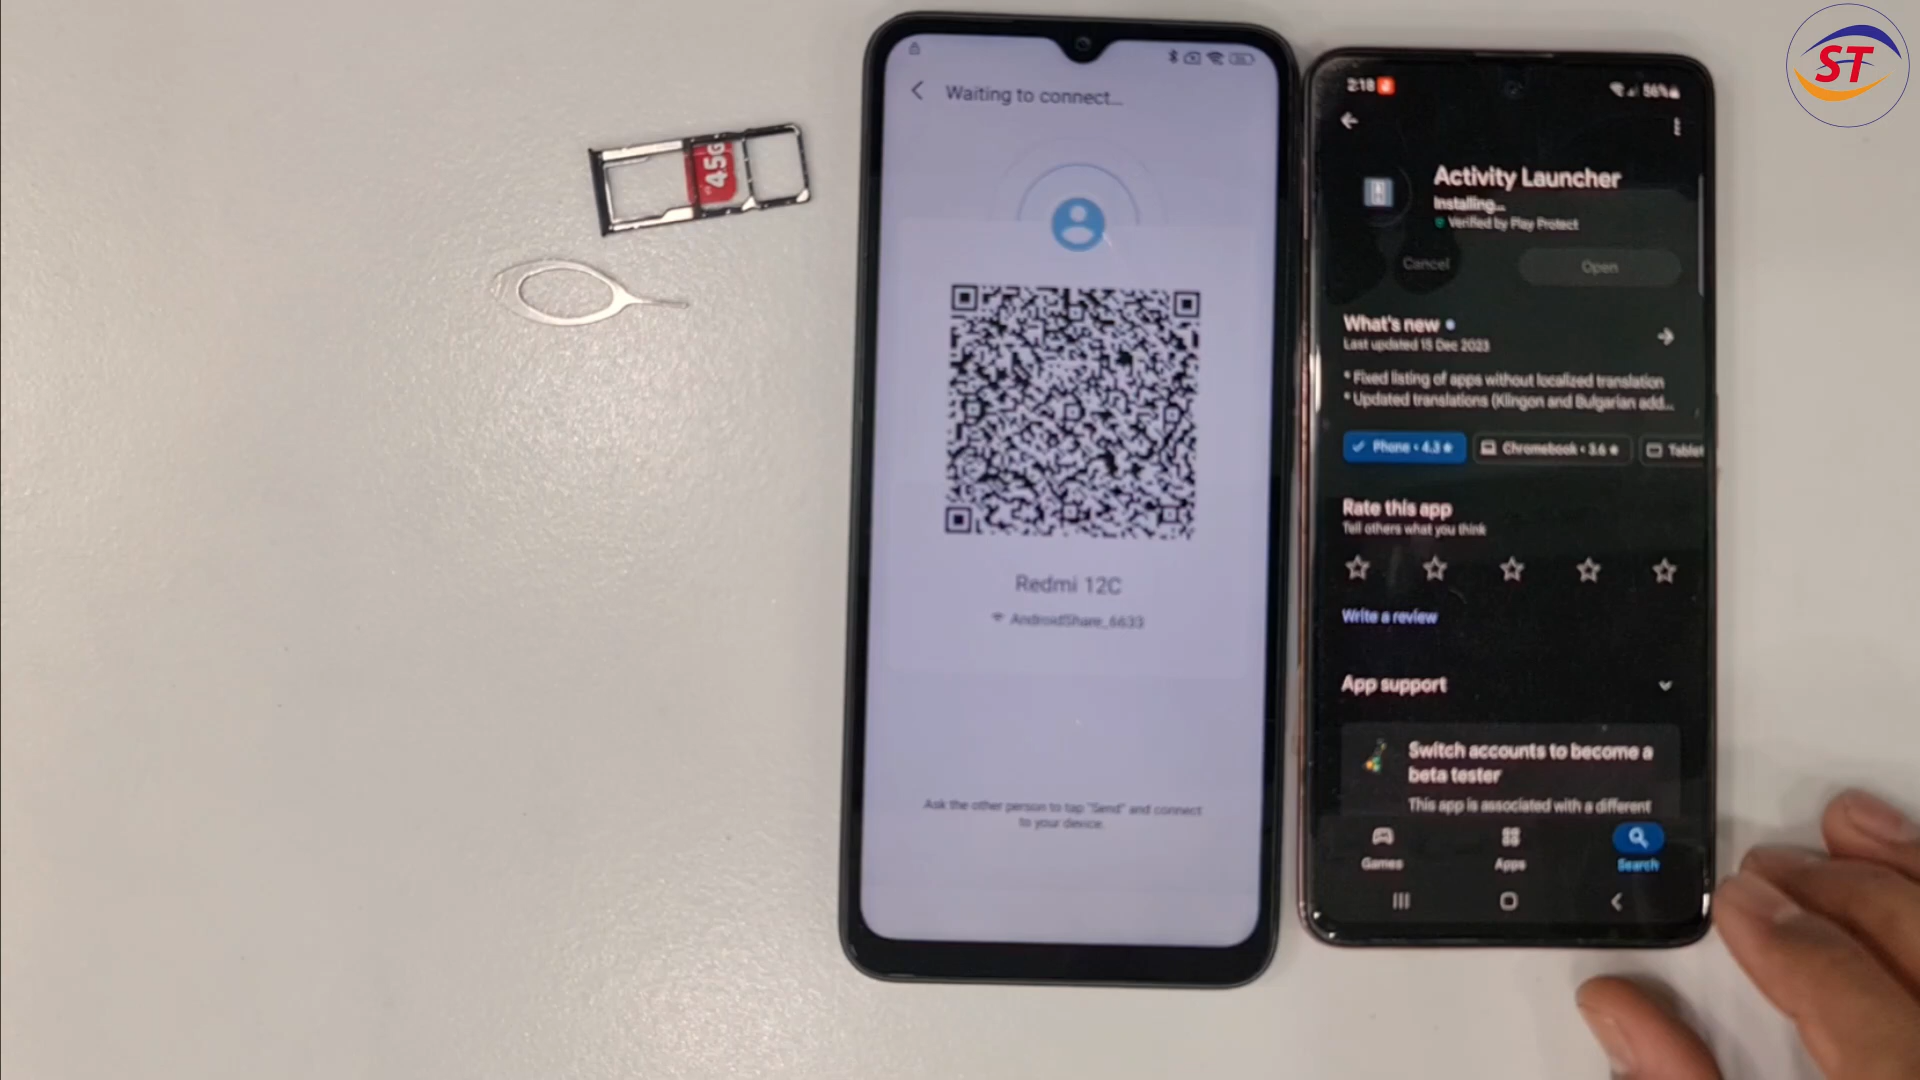 ST
4.5G
Waiting to connect...
Redmi 12C
AndroidShare_6633
Ask the other person to tap "Send" and connect
to your device.
2:18
56%
Activity Launcher
Installing...
Verified by Play Protect
Cancel
Open
What's new
Last updated 15 Dec 2023
* Fixed listing of apps without localized translation
* Updated translations (Klingon and Bulgarian add...
Phone • 4.3 ★
Chromebook • 3.6 ★
Tablet
Rate this app
Tell others what you think
Write a review
App support
Switch accounts to become a
beta tester
This app is associated with a different
Games
Apps
Search